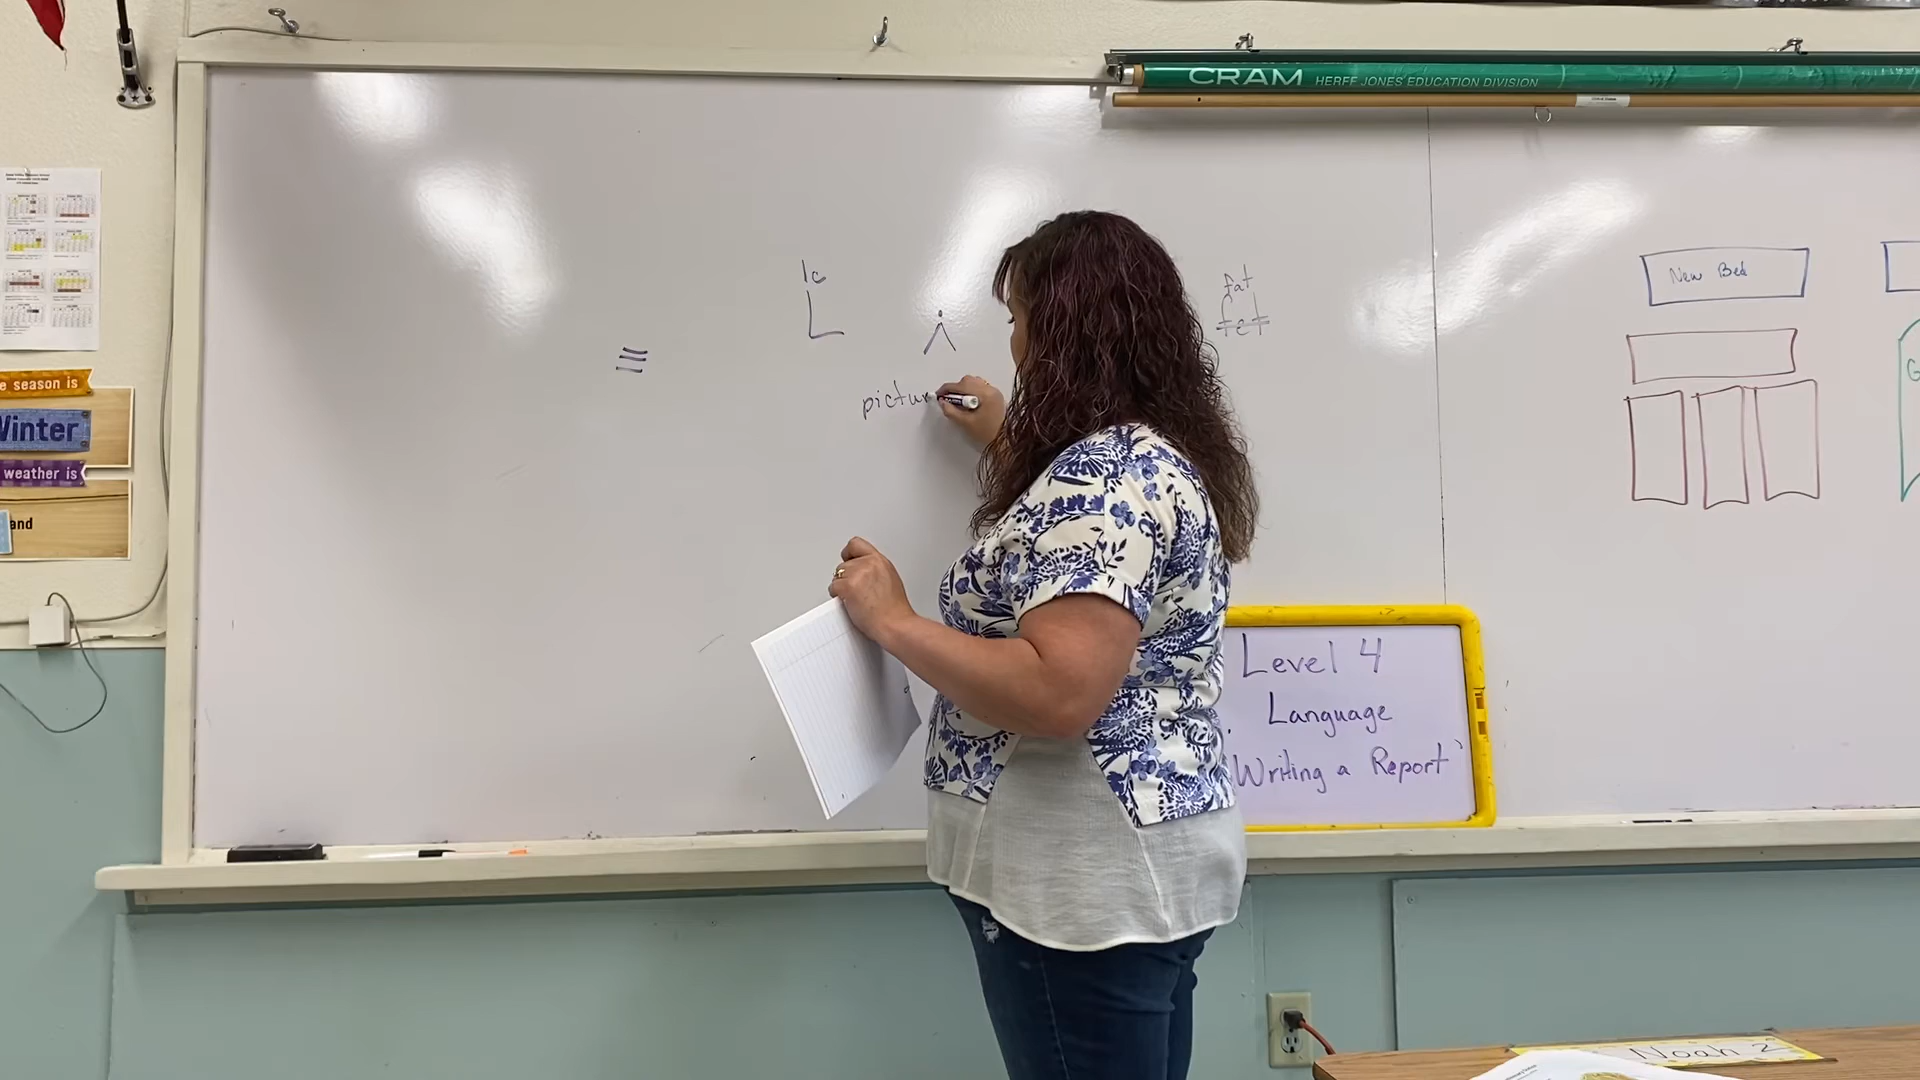 CRAM HERFF JONES EDUCATION DIVISION
e season is
Winter
weather is
and
lc
L
fat
fet
pictur
New Bed
G
Level 4
Language
Writing a Report
Noah Z